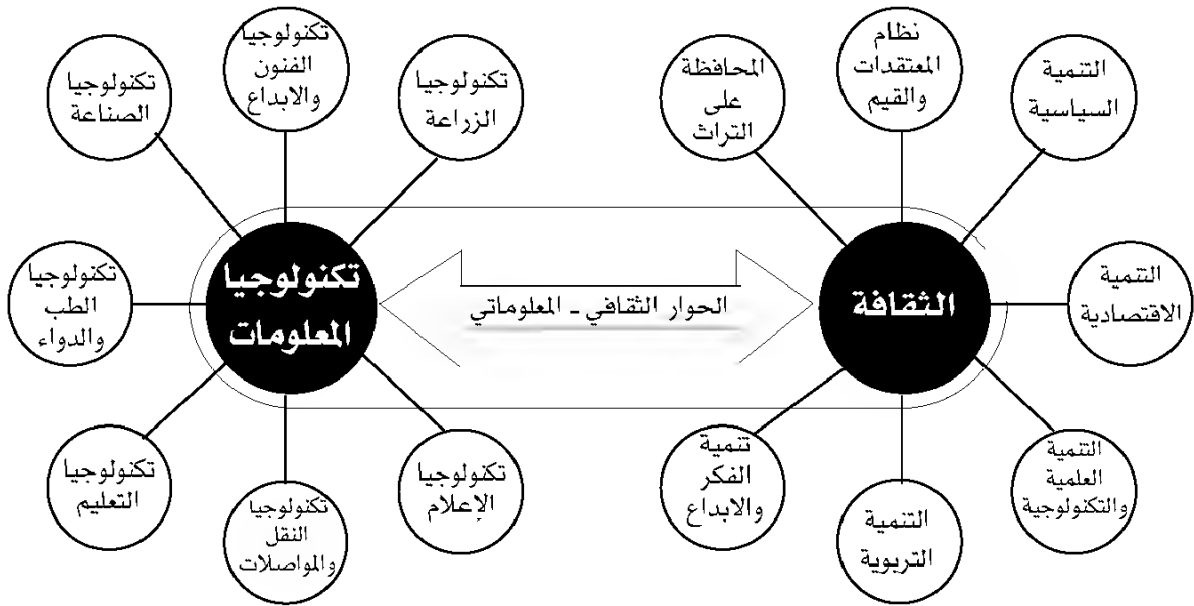 نظام
المعتقدات
والقيم
التنمية
السياسية
المحافظة
على
التراث
التنمية
الاقتصادية
الثقافة
التنمية
العلمية
والتكنولوجية
التنمية
التربوية
تنمية
الفكر
والابداع
الحوار الثقافي ـ المعلوماتي
تكنولوجيا
الفنون
والابداع
تكنولوجيا
الزراعة
تكنولوجيا
الصناعة
تكنولوجيا
المعلومات
تكنولوجيا
الطب
والدواء
تكنولوجيا
الإعلام
تكنولوجيا
النقل
والمواصلات
تكنولوجيا
التعليم